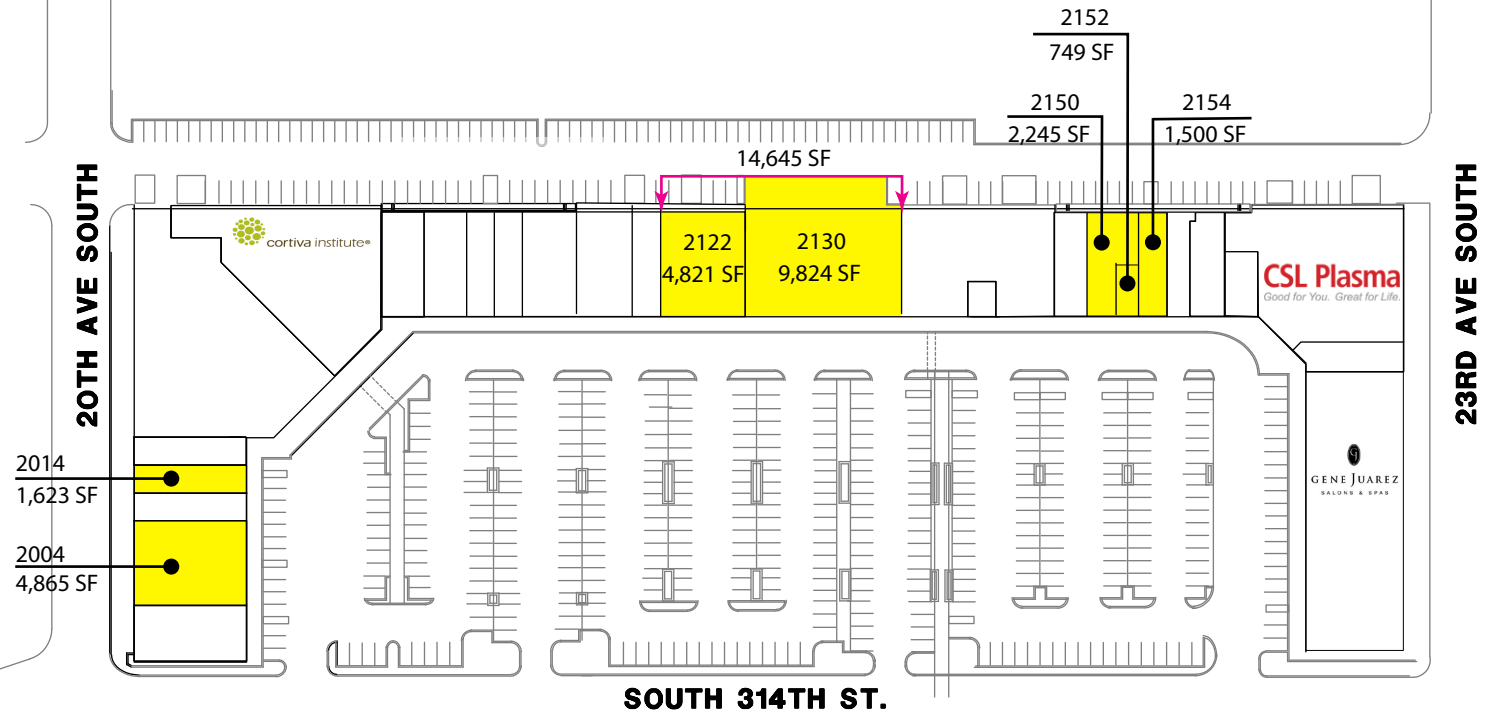 2152
749 SF
2150
2,245 SF
2154
1,500 SF
14,645 SF
20TH AVE SOUTH
cortiva institute®
2122
4,821 SF
2130
9,824 SF
CSL Plasma
Good for You. Great for Life.
23RD AVE SOUTH
2014
1,623 SF
GENE JUAREZ
SALONS & SPAS
2004
4,865 SF
SOUTH 314TH ST.